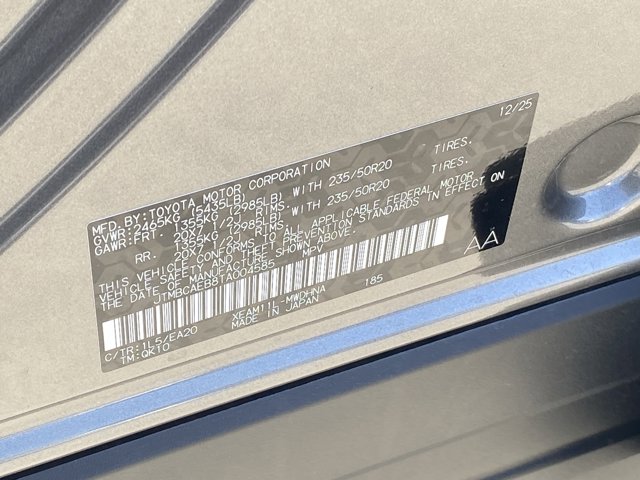 12/25
MFD. BY: TOYOTA MOTOR CORPORATION
GVWR: 2465KG (5435LB)
GAWR: FRT. 1355KG (2985LB) WITH 235/50R20 TIRES.
20X7 1/2J RIMS.
RR. 1355KG (2985LB) WITH 235/50R20 TIRES.
20X7 1/2J RIMS.
THIS VEHICLE CONFORMS TO ALL APPLICABLE FEDERAL MOTOR
VEHICLE SAFETY AND THEFT PREVENTION STANDARDS IN EFFECT ON
THE DATE OF MANUFACTURE SHOWN ABOVE.
JTMBCAEB8TA004585 MPV
AA
C/TR: 1L5/EA20 XEAM11L-MWDHNA 185
TM: QK10 MADE IN JAPAN